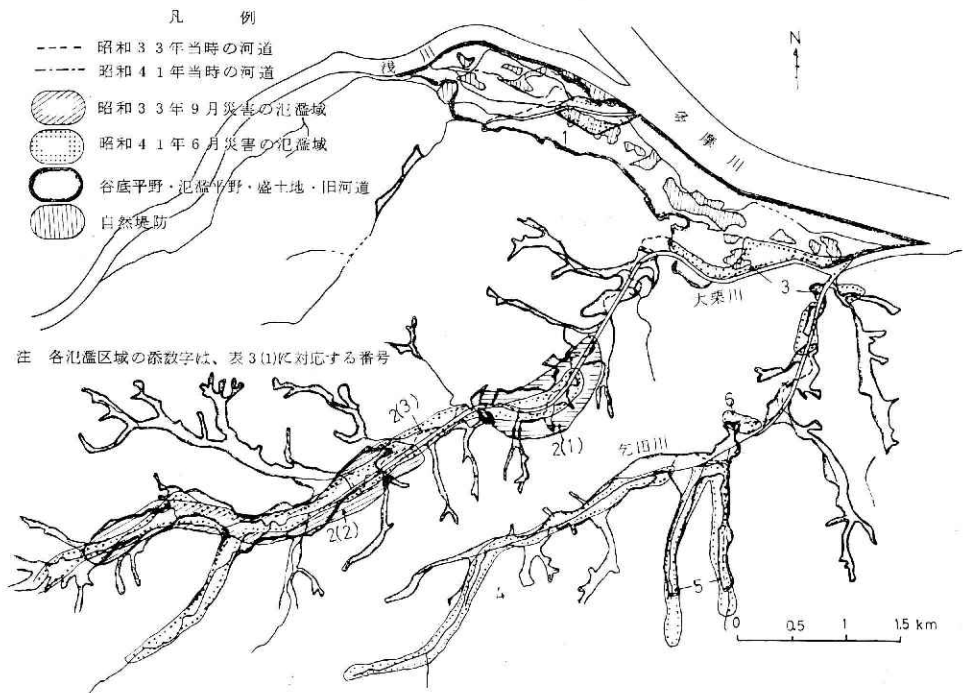 凡 例
昭和33年当時の河道
昭和41年当時の河道
昭和33年9月災害の氾濫域
昭和41年6月災害の氾濫域
谷底平野・氾濫平野・盛土地・旧河道
自然堤防
浅川
N
多摩川
1
大栗川
3
注 各氾濫区域の添数字は、表3(1)に対応する番号
2(3)
2(1)
6
乞田川
2(2)
4
5
0 0.5 1 1.5 km